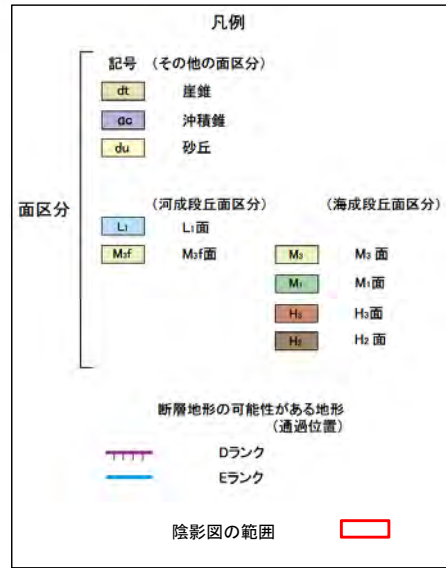 凡例
記号 (その他の面区分)
dt 崖錐
ac 沖積錐
du 砂丘
面区分
(河成段丘面区分) (海成段丘面区分)
L₁ L₁面
M₃f M₃f面 M₃ M₃ 面
M₁ M₁面
H₃ H₃面
H₂ H₂ 面
断層地形の可能性がある地形
(通過位置)
Dランク
Eランク
陰影図の範囲